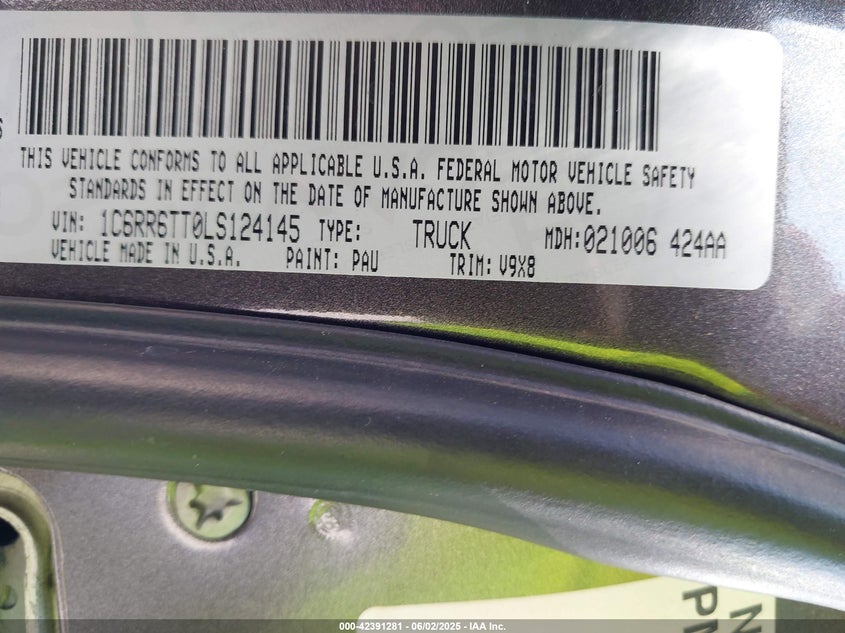 THIS VEHICLE CONFORMS TO ALL APPLICABLE U.S.A. FEDERAL MOTOR VEHICLE SAFETY
STANDARDS IN EFFECT ON THE DATE OF MANUFACTURE SHOWN ABOVE.
VIN: 1C6RR6TT0LS124145 TYPE: TRUCK MDH:021006 424AA
VEHICLE MADE IN U.S.A. PAINT: PAU TRIM: V9X8
000-42391281 - 06/02/2025 - IAA Inc.